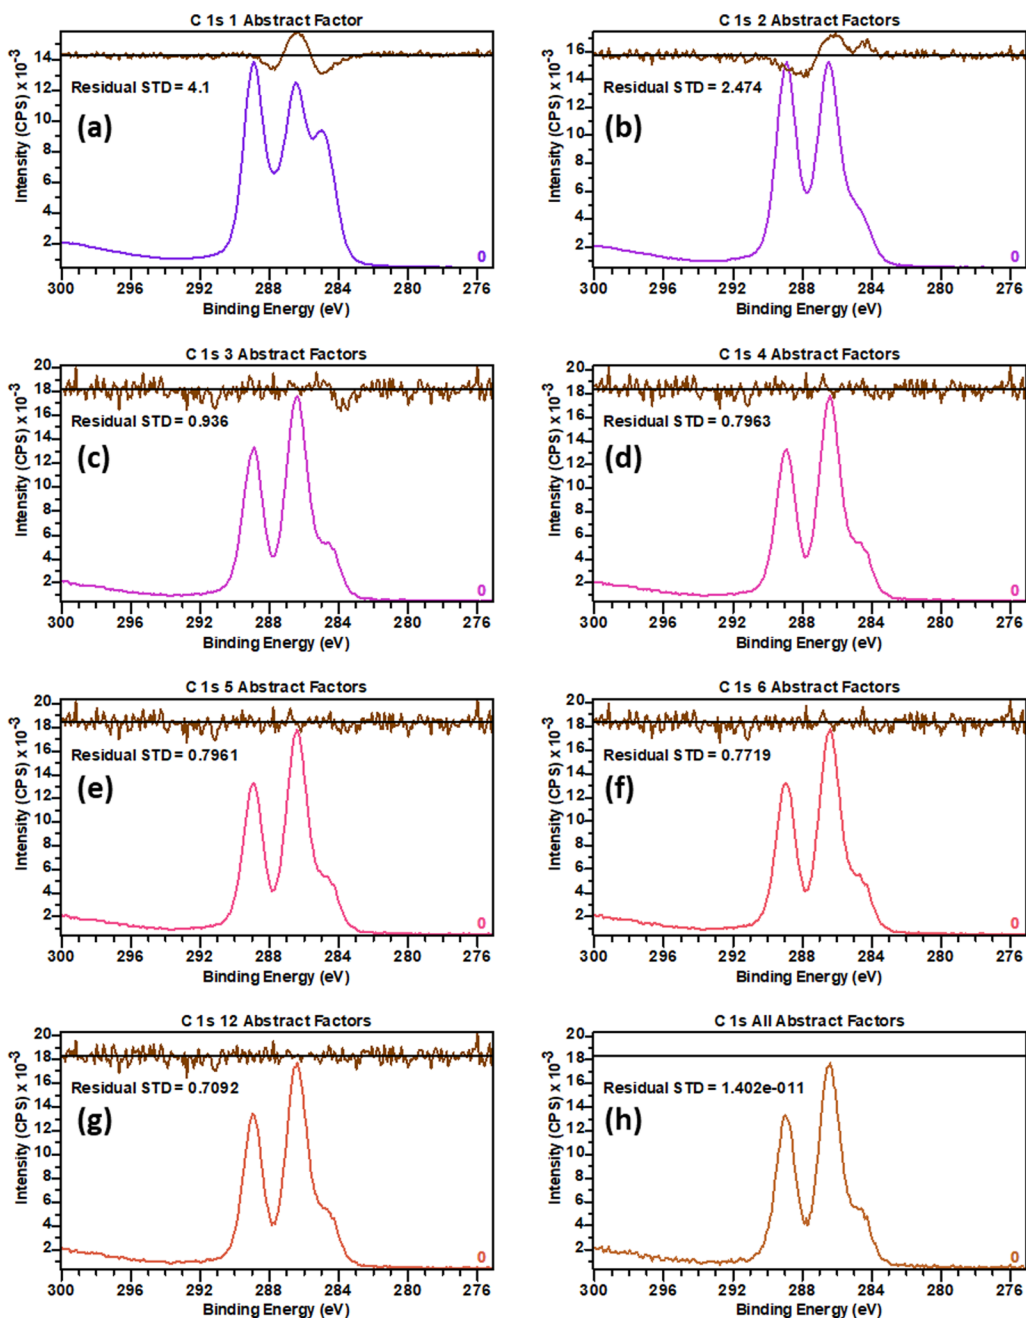 C 1s 1 Abstract Factor
Intensity (CPS) x 10⁻³
14
12
10
8
6
4
2
Residual STD = 4.1
(a)
0
300 296 292 288 284 280 276
Binding Energy (eV)
C 1s 2 Abstract Factors
Intensity (CPS) x 10⁻³
16
14
12
10
8
6
4
2
Residual STD = 2.474
(b)
0
300 296 292 288 284 280 276
Binding Energy (eV)
C 1s 3 Abstract Factors
Intensity (CPS) x 10⁻³
20
18
16
14
12
10
8
6
4
2
Residual STD = 0.936
(c)
0
300 296 292 288 284 280 276
Binding Energy (eV)
C 1s 4 Abstract Factors
Intensity (CPS) x 10⁻³
20
18
16
14
12
10
8
6
4
2
Residual STD = 0.7963
(d)
0
300 296 292 288 284 280 276
Binding Energy (eV)
C 1s 5 Abstract Factors
Intensity (CPS) x 10⁻³
20
18
16
14
12
10
8
6
4
2
Residual STD = 0.7961
(e)
0
300 296 292 288 284 280 276
Binding Energy (eV)
C 1s 6 Abstract Factors
Intensity (CPS) x 10⁻³
20
18
16
14
12
10
8
6
4
2
Residual STD = 0.7719
(f)
0
300 296 292 288 284 280 276
Binding Energy (eV)
C 1s 12 Abstract Factors
Intensity (CPS) x 10⁻³
20
18
16
14
12
10
8
6
4
2
Residual STD = 0.7092
(g)
0
300 296 292 288 284 280 276
Binding Energy (eV)
C 1s All Abstract Factors
Intensity (CPS) x 10⁻³
20
18
16
14
12
10
8
6
4
2
Residual STD = 1.402e-011
(h)
0
300 296 292 288 284 280 276
Binding Energy (eV)